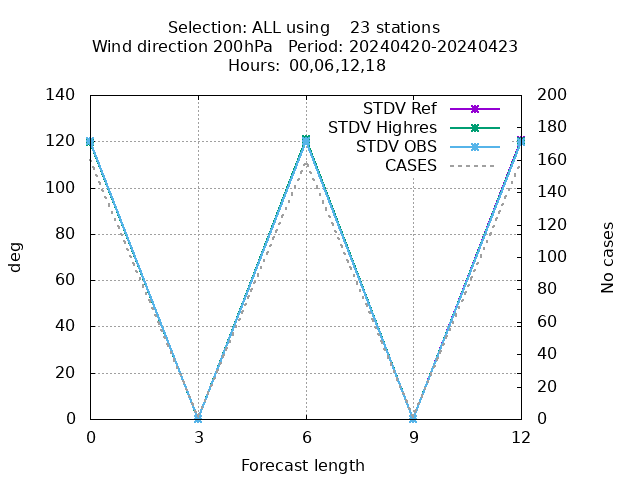 Selection: ALL using    23 stations
Wind direction 200hPa   Period: 20240420-20240423
Hours: 00,06,12,18
140
120
100
80
60
40
20
0
200
180
160
140
120
100
80
60
40
20
0
STDV Ref
STDV Highres
STDV OBS
CASES
deg
No cases
0 3 6 9 12
Forecast length